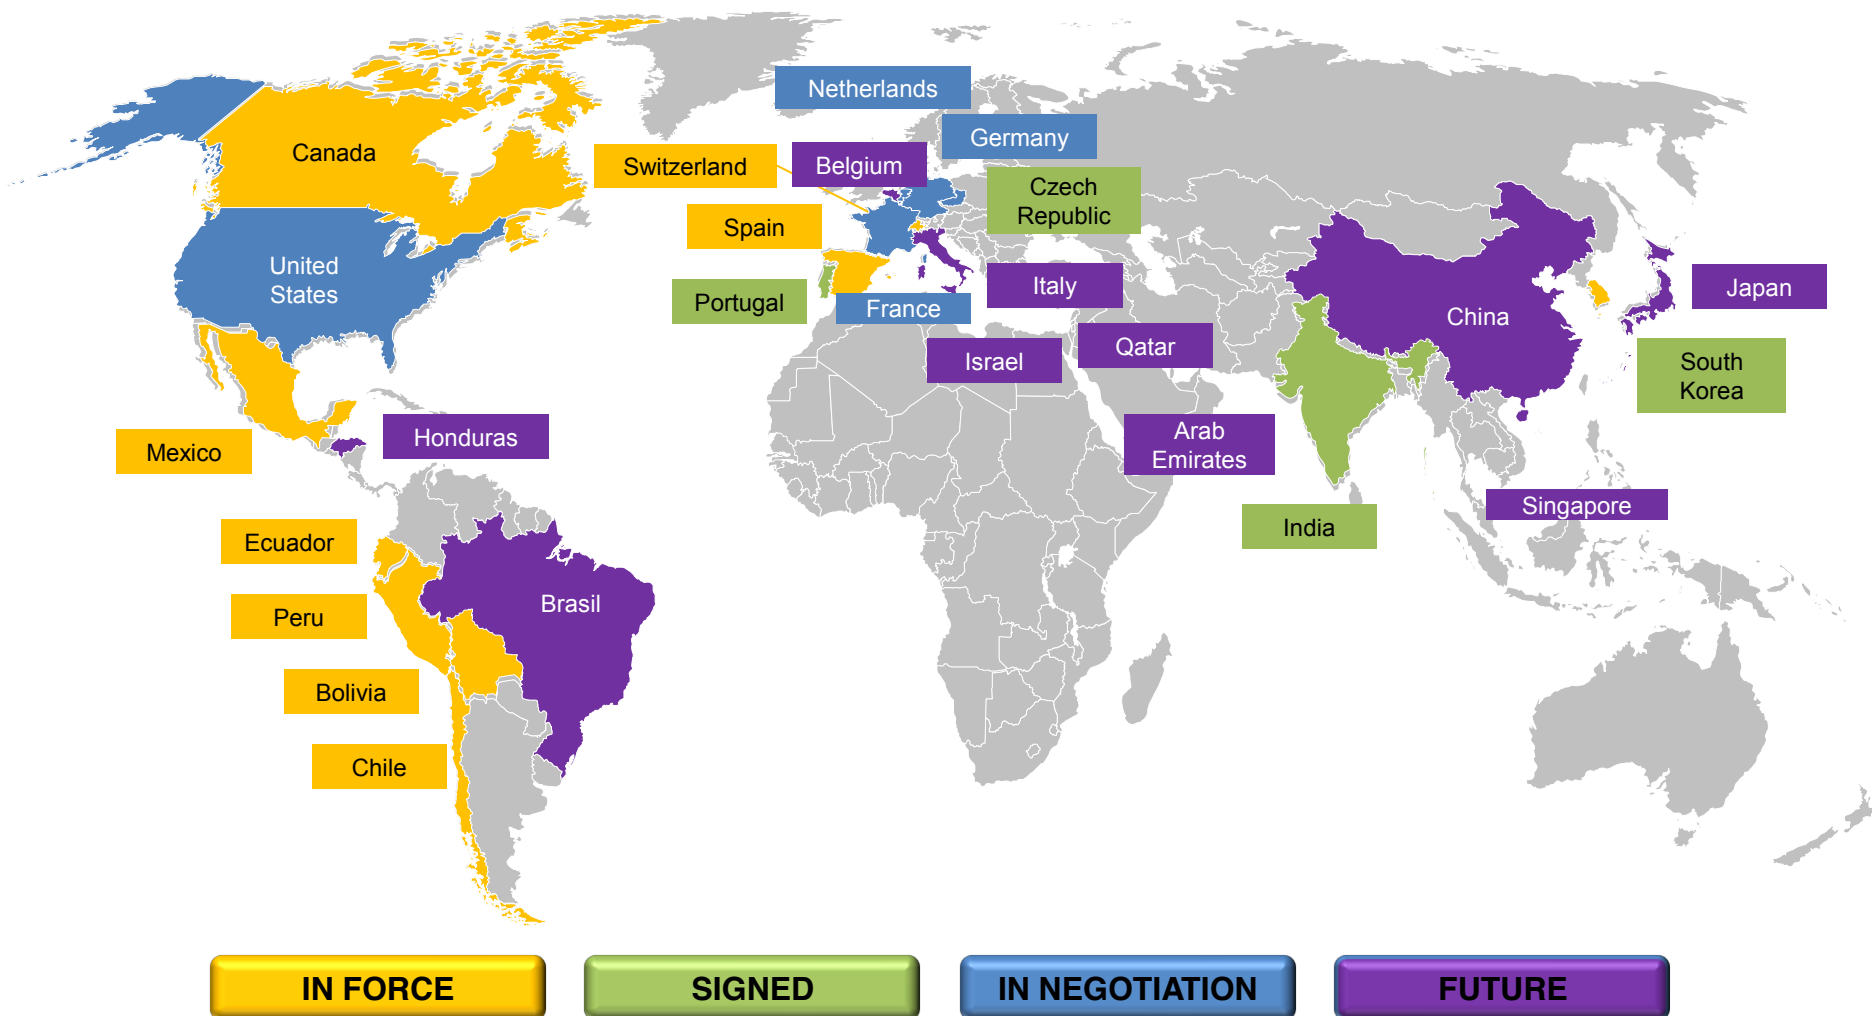 Netherlands
Germany
Canada
Switzerland
Belgium
Czech
Republic
Spain
United
States
Portugal
France
Italy
Israel
Qatar
China
Japan
South
Korea
Mexico
Honduras
Arab
Emirates
Singapore
India
Ecuador
Peru
Brasil
Bolivia
Chile
IN FORCE
SIGNED
IN NEGOTIATION
FUTURE